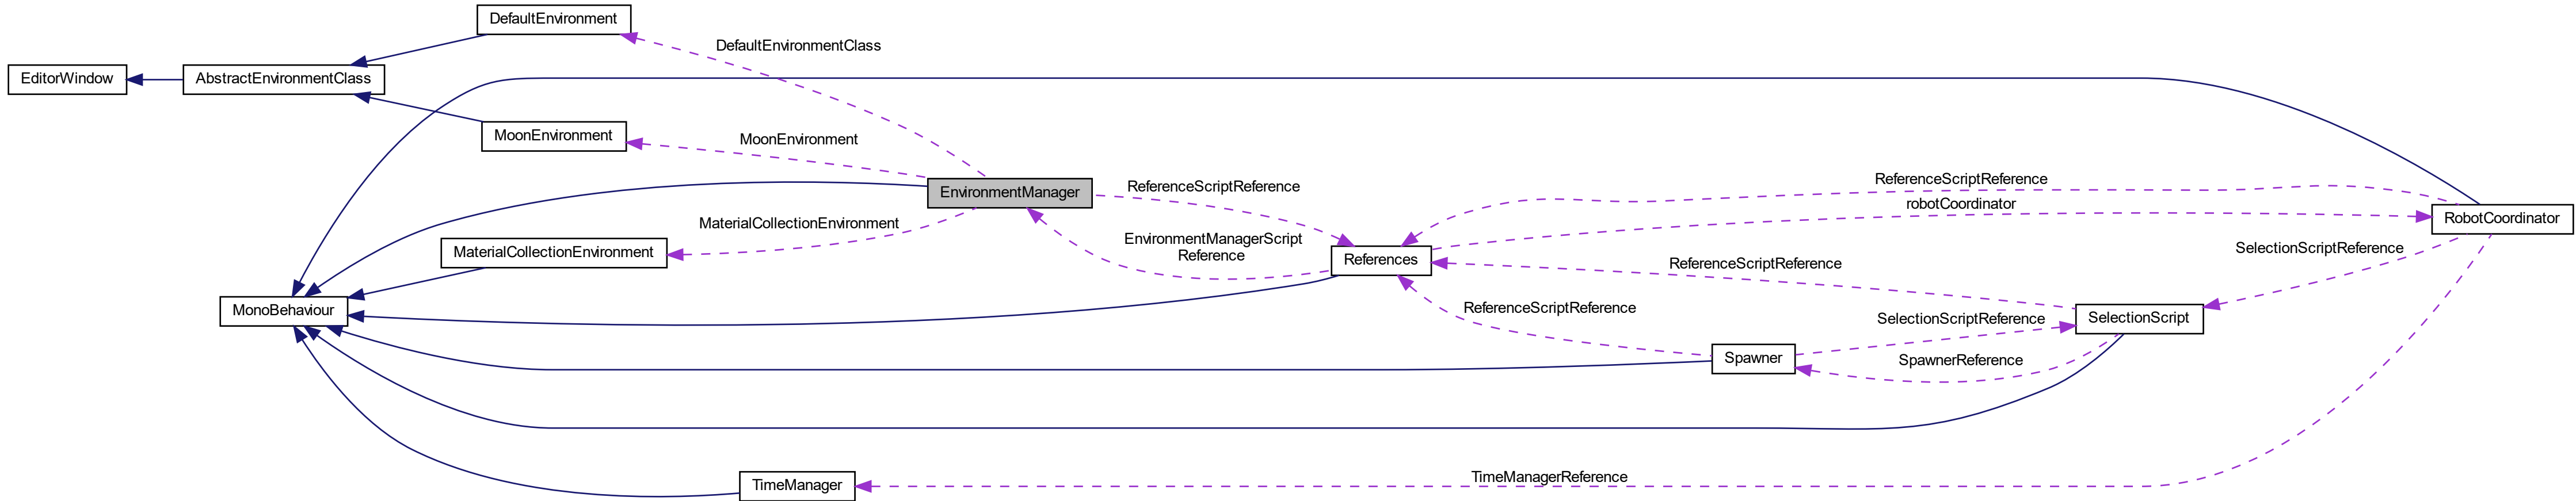 DefaultEnvironment
DefaultEnvironmentClass
EditorWindow
AbstractEnvironmentClass
MoonEnvironment
MoonEnvironment
EnvironmentManager
ReferenceScriptReference
ReferenceScriptReference
robotCoordinator
RobotCoordinator
MaterialCollectionEnvironment
MaterialCollectionEnvironment
EnvironmentManagerScript
Reference
References
SelectionScriptReference
ReferenceScriptReference
MonoBehaviour
ReferenceScriptReference
SelectionScriptReference
SelectionScript
Spawner
SpawnerReference
TimeManager
TimeManagerReference